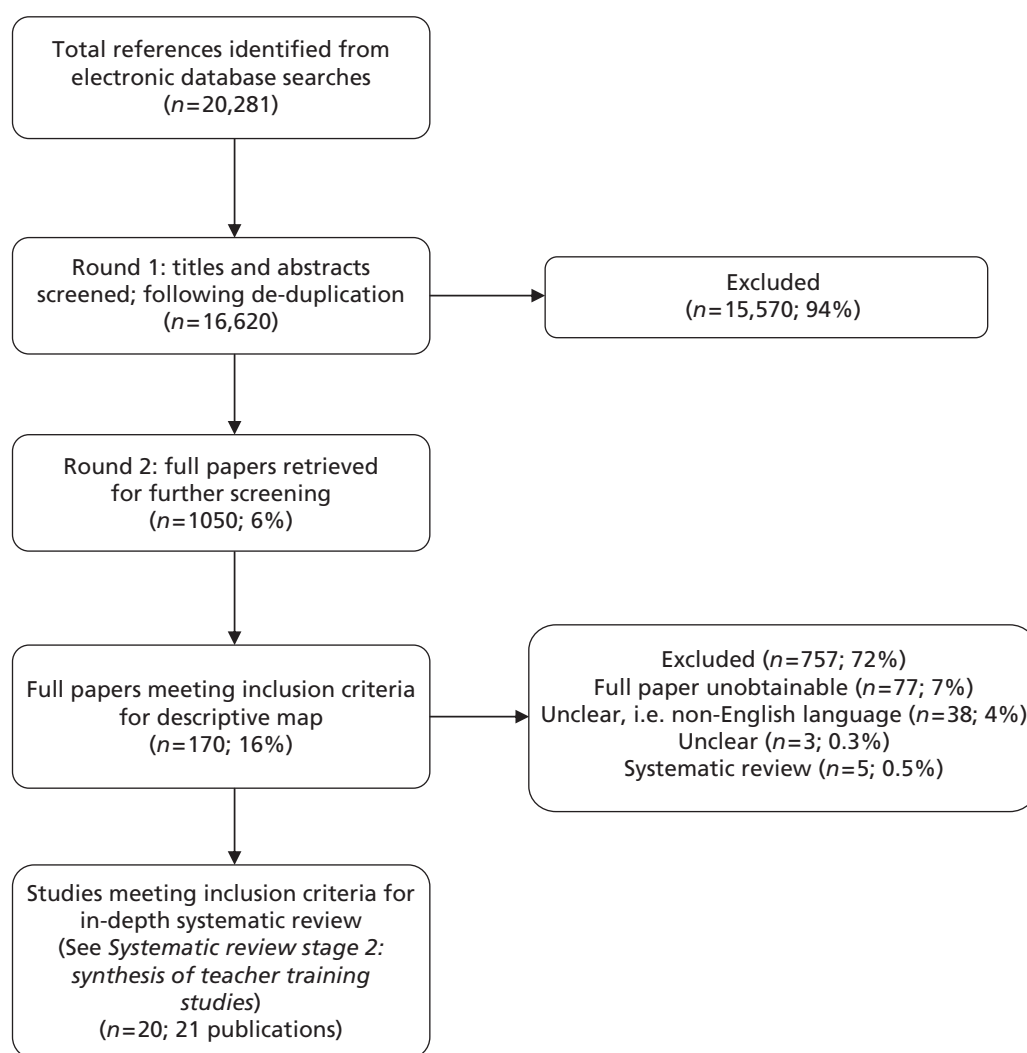 Total references identified from
electronic database searches
(n=20,281)
Round 1: titles and abstracts
screened; following de-duplication
(n=16,620)
Excluded
(n=15,570; 94%)
Round 2: full papers retrieved
for further screening
(n=1050; 6%)
Full papers meeting inclusion criteria
for descriptive map
(n=170; 16%)
Excluded (n=757; 72%)
Full paper unobtainable (n=77; 7%)
Unclear, i.e. non-English language (n=38; 4%)
Unclear (n=3; 0.3%)
Systematic review (n=5; 0.5%)
Studies meeting inclusion criteria for
in-depth systematic review
(See Systematic review stage 2:
synthesis of teacher training
studies)
(n=20; 21 publications)